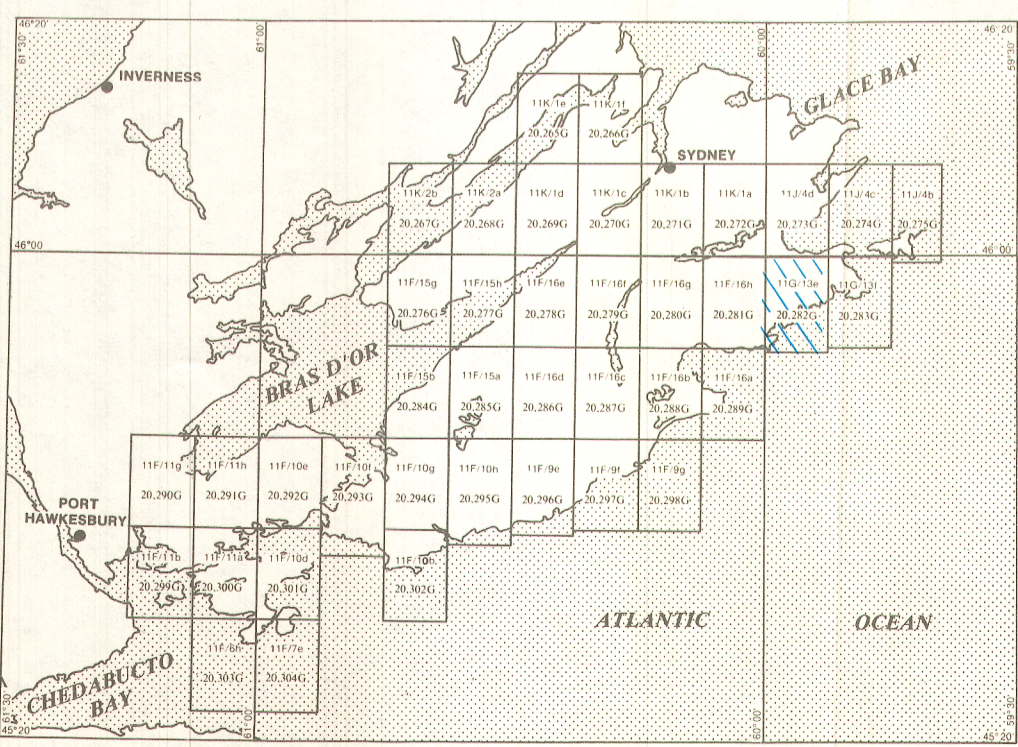 46°20'
61°30'
61°00'
60°00'
46 20
59°30'
INVERNESS
GLACE BAY
11K/1e
11K/1f
20,265G
20,266G
SYDNEY
11K/2b
11K/2a
11K/1d
11K/1c
11K/1b
11K/1a
11J/4d
11J/4c
11J/4b
20,267G
20,268G
20,269G
20,270G
20,271G
20,272G
20,273G
20,274G
20,275G
46°00
46°00
11F/15g
11F/15h
11F/16e
11F/16f
11F/16g
11F/16h
11G/13e
11G/13f
20,276G
20,277G
20,278G
20,279G
20,280G
20,281G
20,282G
20,283G
BRAS D'OR
LAKE
11F/15b
11F/15a
11F/16d
11F/16c
11F/16b
11F/16a
20,284G
20,285G
20,286G
20,287G
20,288G
20,289G
11F/11g
11F/11h
11F/10e
11F/10f
11F/10g
11F/10h
11F/9e
11F/9f
11F/9g
20,290G
20,291G
20,292G
20,293G
20,294G
20,295G
20,296G
20,297G
20,298G
PORT
HAWKESBURY
11F/11b
11F/11a
11F/10d
11F/10b
20,299G
20,300G
20,301G
20,302G
ATLANTIC
OCEAN
11F/6h
11F/7e
20,303G
20,304G
CHEDABUCTO
BAY
61°30'
45°20
61°00
60°00'
59°30'
45°20